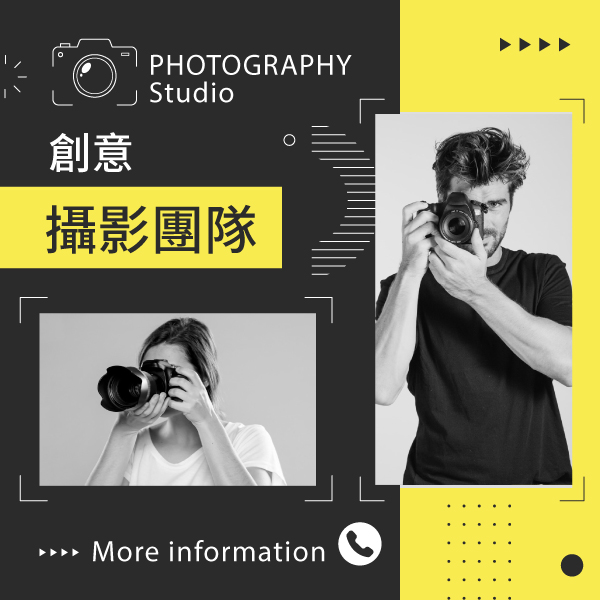 PHOTOGRAPHY
Studio
創意
攝影團隊
More information